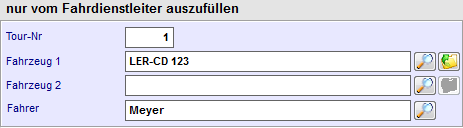 nur vom Fahrdienstleiter auszufüllen
Tour-Nr 1
Fahrzeug 1 LER-CD 123
Fahrzeug 2
Fahrer Meyer